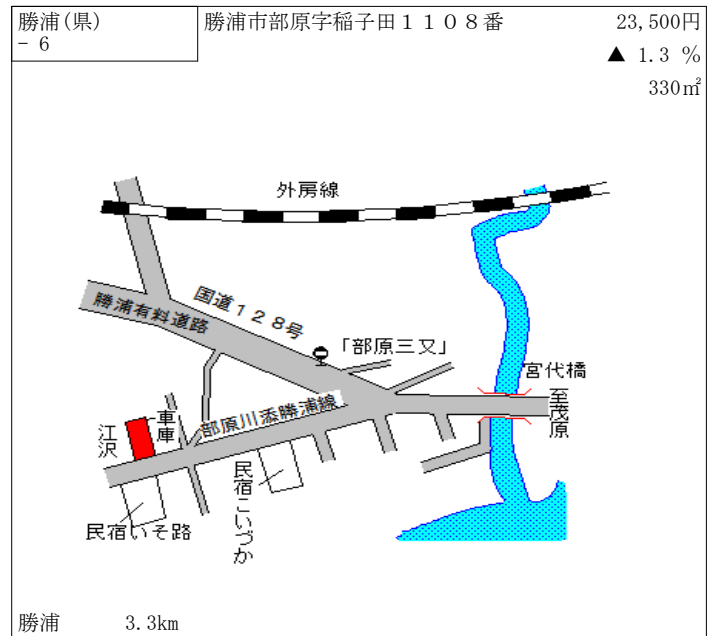 勝浦(県)
- 6
勝浦市部原字稲子田１１０８番
23,500円
▲ 1.3 %
330㎡
外房線
国道１２８号
勝浦有料道路
「部原三又」
宮代橋
至茂原
部原川添勝浦線
車庫
江沢
民宿こいづか
民宿いそ路
勝浦 3.3km